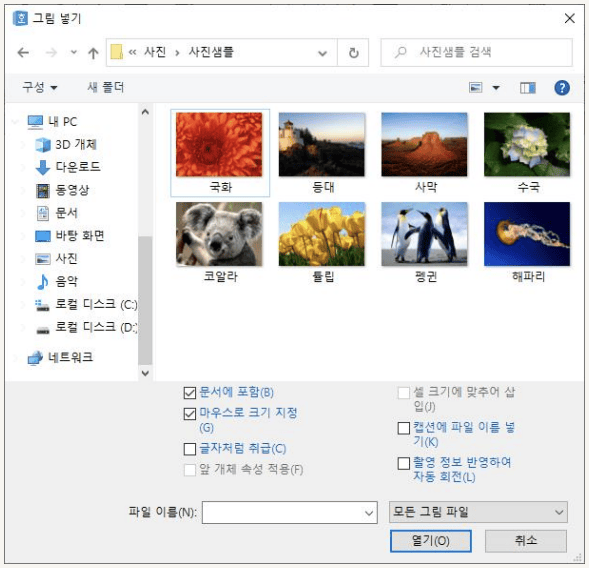 그림 넣기
« 사진 › 사진샘플
사진샘플 검색
구성
새 폴더
내 PC
3D 개체
다운로드
동영상
문서
바탕 화면
사진
음악
로컬 디스크 (C:)
로컬 디스크 (D:)
네트워크
국화
등대
사막
수국
코알라
튤립
펭귄
해파리
문서에 포함(B)
마우스로 크기 지정
(G)
글자처럼 취급(C)
앞 개체 속성 적용(F)
셀 크기에 맞추어 삽
입(J)
캡션에 파일 이름 넣
기(K)
촬영 정보 반영하여
자동 회전(L)
파일 이름(N):
모든 그림 파일
열기(O)
취소